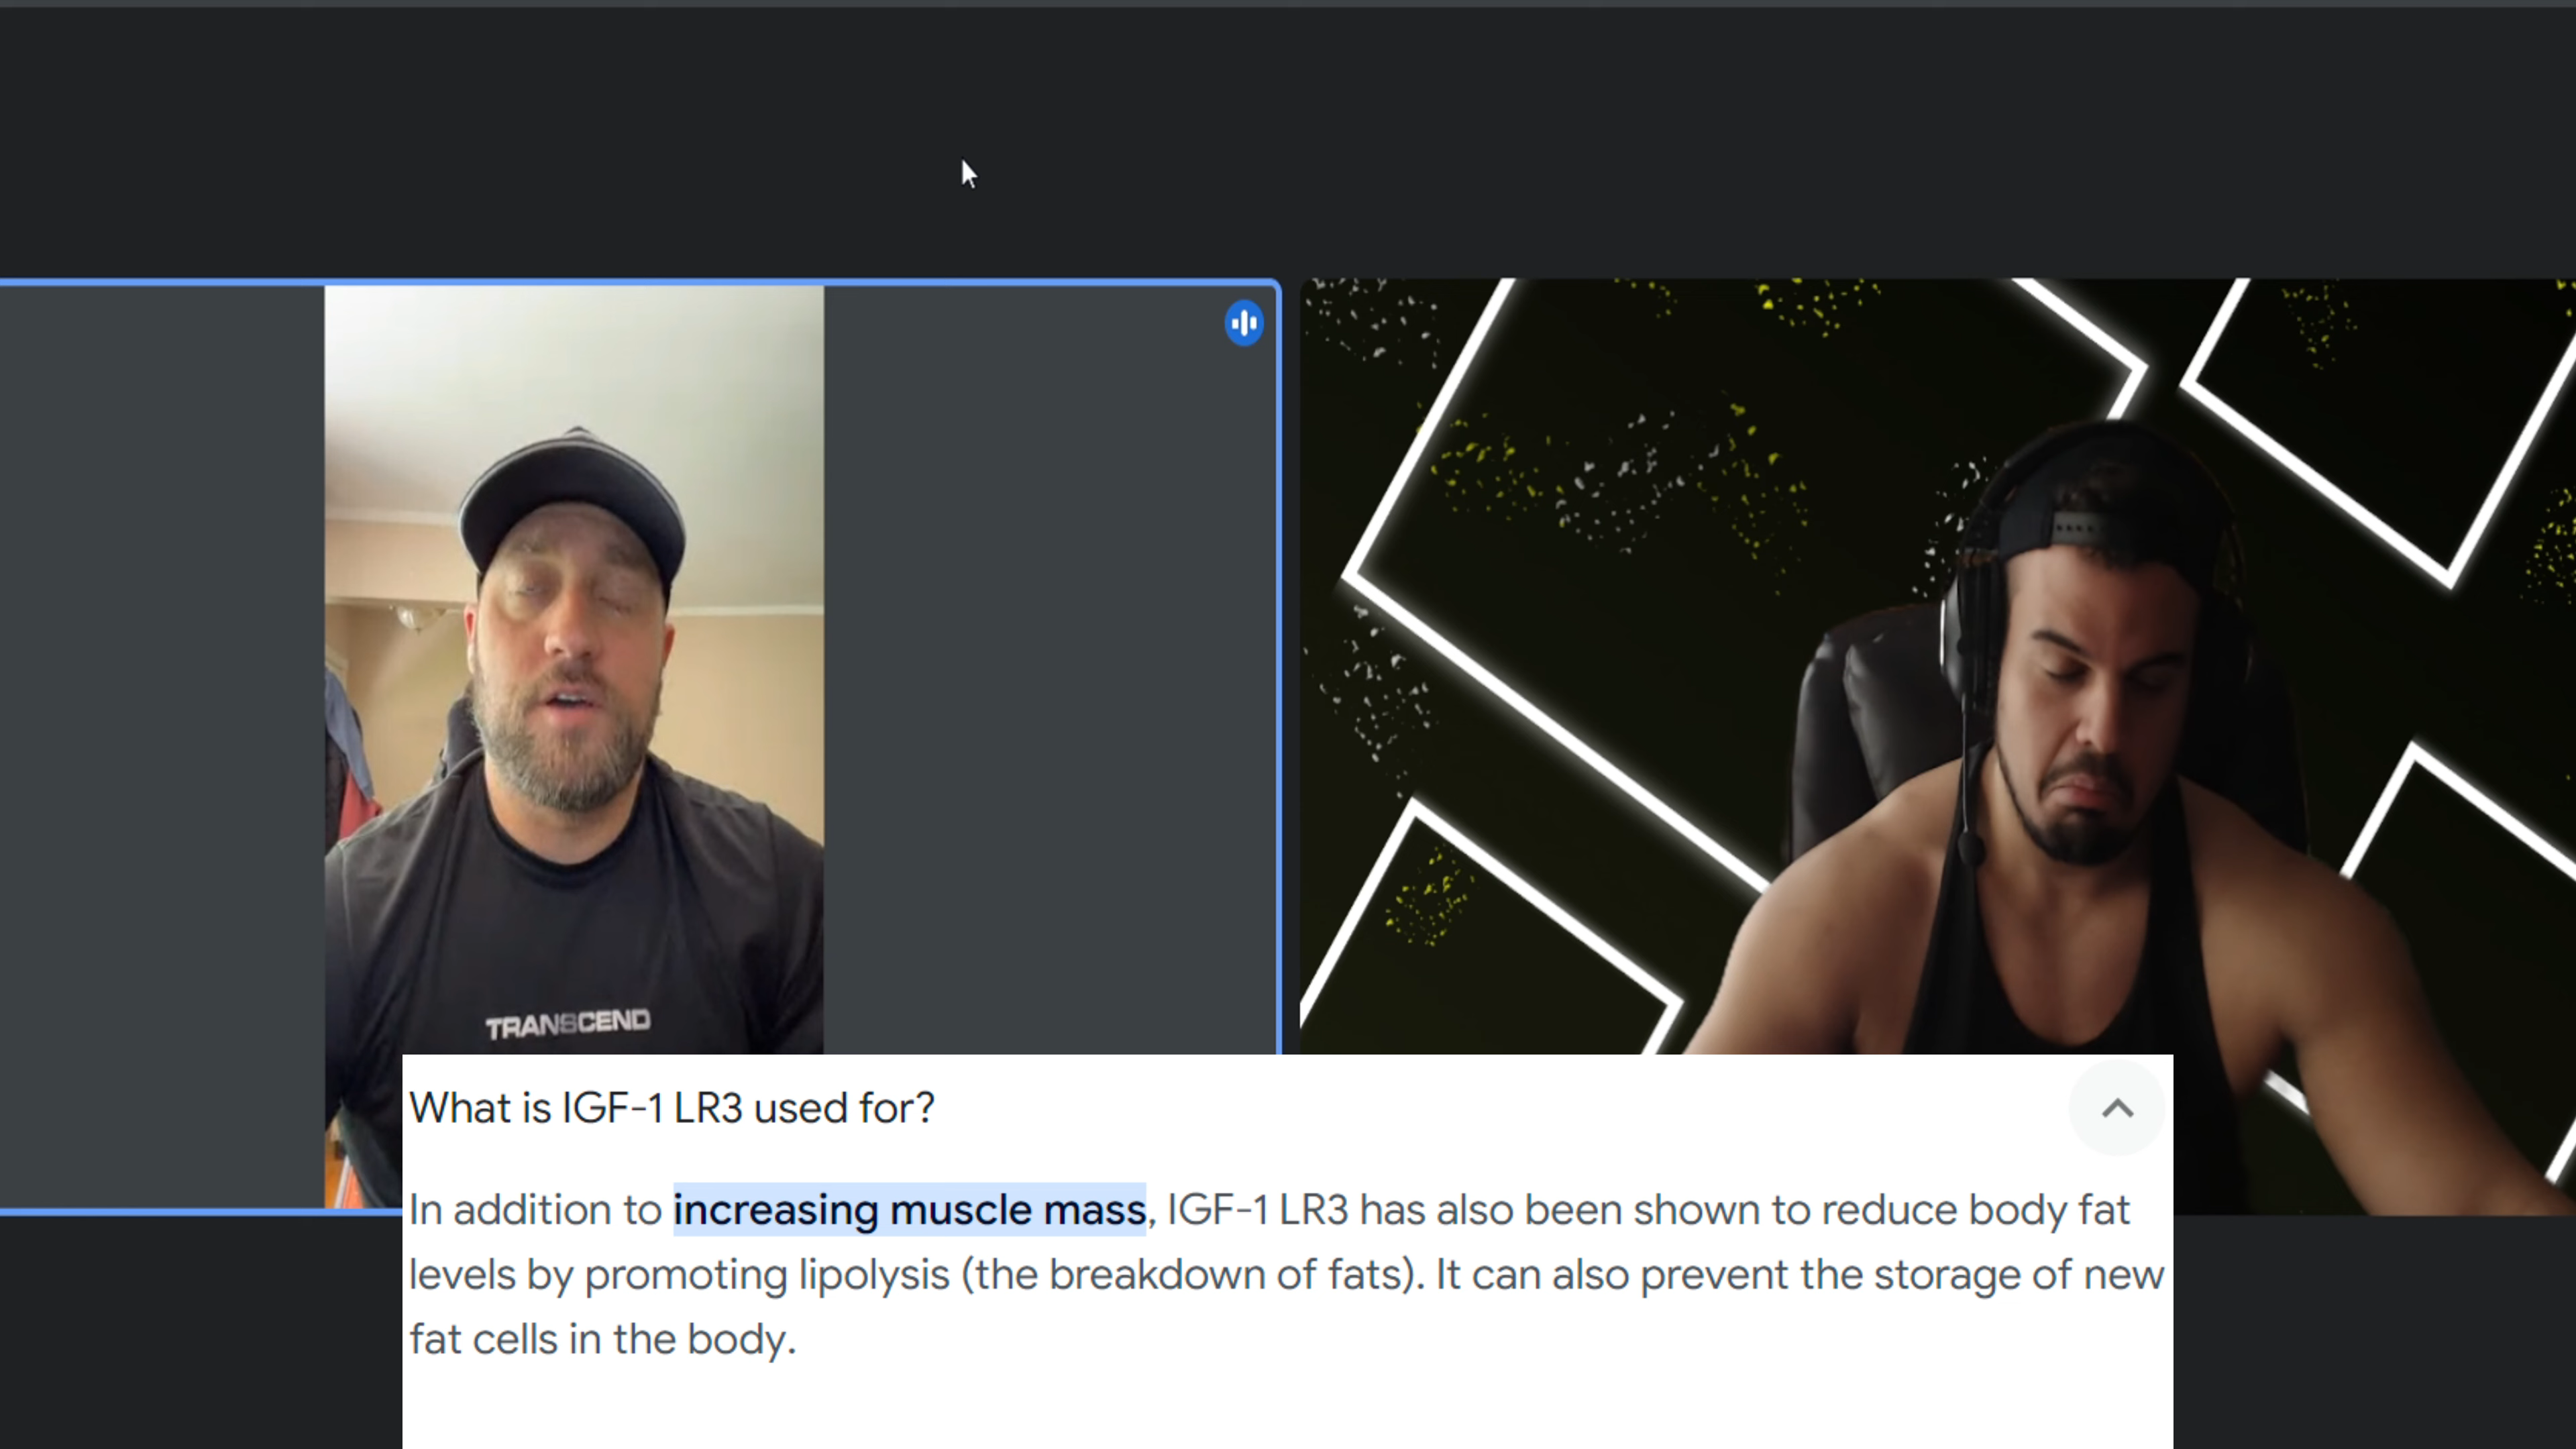 TRANSCEND
What is IGF-1 LR3 used for?
In addition to increasing muscle mass, IGF-1 LR3 has also been shown to reduce body fat
levels by promoting lipolysis (the breakdown of fats). It can also prevent the storage of new
fat cells in the body.